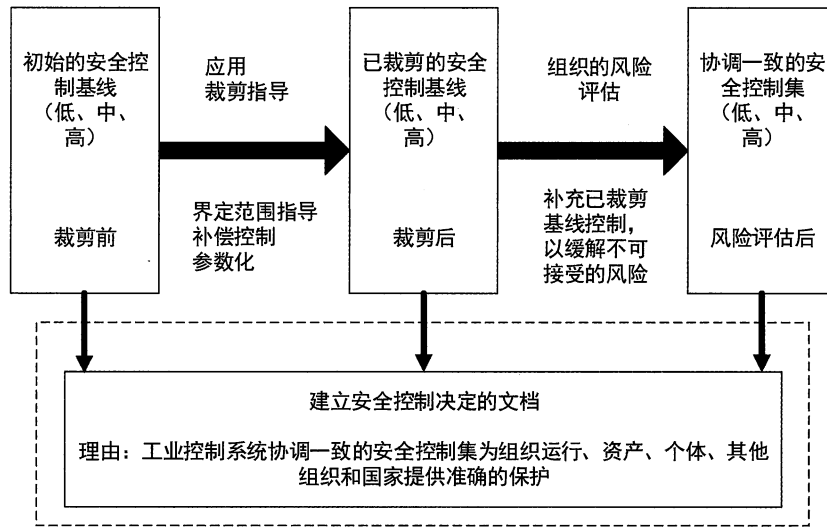 初始的安全控
制基线
（低、中、
高）
裁剪前
应用
裁剪指导
界定范围指导
补偿控制
参数化
已裁剪的安全
控制基线
（低、中、
高）
裁剪后
组织的风险
评估
补充已裁剪
基线控制，
以缓解不可
接受的风险
协调一致的安
全控制集
（低、中、
高）
风险评估后
建立安全控制决定的文档
理由：工业控制系统协调一致的安全控制集为组织运行、资产、个体、其他
组织和国家提供准确的保护